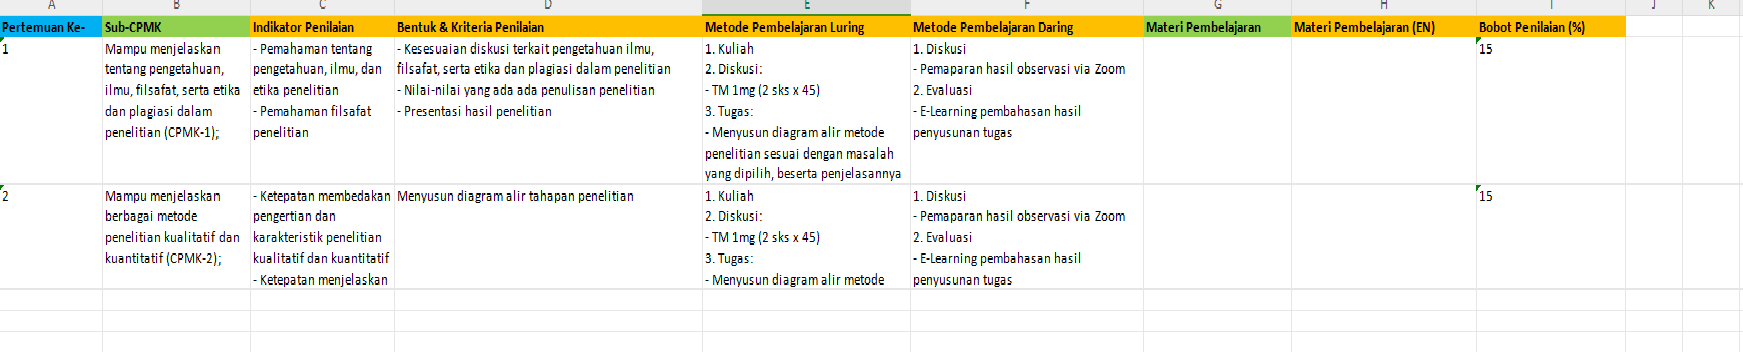 A B C D E F G H I J K
Pertemuan Ke- Sub-CPMK Indikator Penilaian Bentuk & Kriteria Penilaian Metode Pembelajaran Luring Metode Pembelajaran Daring Materi Pembelajaran Materi Pembelajaran (EN) Bobot Penilaian (%)
1
Mampu menjelaskan
tentang pengetahuan,
ilmu, filsafat, serta etika
dan plagiasi dalam
penelitian (CPMK-1);
- Pemahaman tentang
pengetahuan, ilmu, dan
etika penelitian
- Pemahaman filsafat
penelitian
- Kesesuaian diskusi terkait pengetahuan ilmu,
filsafat, serta etika dan plagiasi dalam penelitian
- Nilai-nilai yang ada ada penulisan penelitian
- Presentasi hasil penelitian
1. Kuliah
2. Diskusi:
- TM 1mg (2 sks x 45)
3. Tugas:
- Menyusun diagram alir metode
penelitian sesuai dengan masalah
yang dipilih, beserta penjelasannya
1. Diskusi
- Pemaparan hasil observasi via Zoom
2. Evaluasi
- E-Learning pembahasan hasil
penyusunan tugas
15
2
Mampu menjelaskan
berbagai metode
penelitian kualitatif dan
kuantitatif (CPMK-2);
- Ketepatan membedakan
pengertian dan
karakteristik penelitian
kualitatif dan kuantitatif
- Ketepatan menjelaskan
Menyusun diagram alir tahapan penelitian
1. Kuliah
2. Diskusi:
- TM 1mg (2 sks x 45)
3. Tugas:
- Menyusun diagram alir metode
1. Diskusi
- Pemaparan hasil observasi via Zoom
2. Evaluasi
- E-Learning pembahasan hasil
penyusunan tugas
15